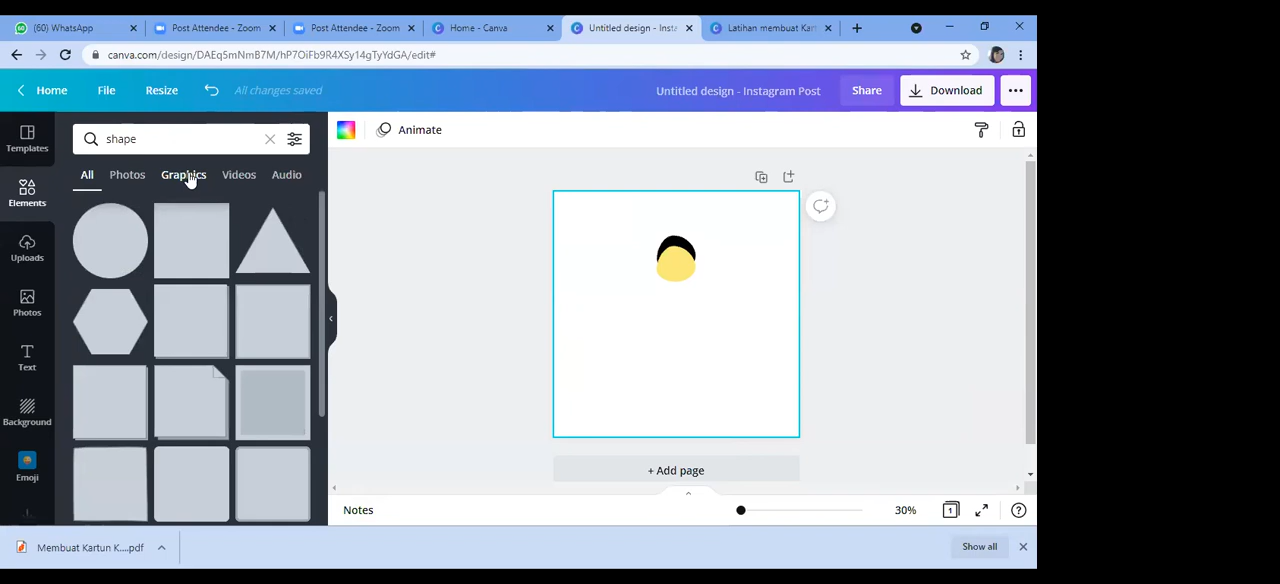 (60) WhatsApp
Post Attendee - Zoom
Post Attendee - Zoom
Home - Canva
Untitled design - Insta
Latihan membuat Kart
canva.com/design/DAEq5mNmB7M/hP7OiFb9R4XSy14gTyYdGA/edit#
Home
File
Resize
All changes saved
Untitled design - Instagram Post
Share
Download
Templates
Elements
Uploads
Photos
Text
Background
Emoji
shape
All
Photos
Graphics
Videos
Audio
Animate
+ Add page
Notes
30%
1
Membuat Kartun K....pdf
Show all